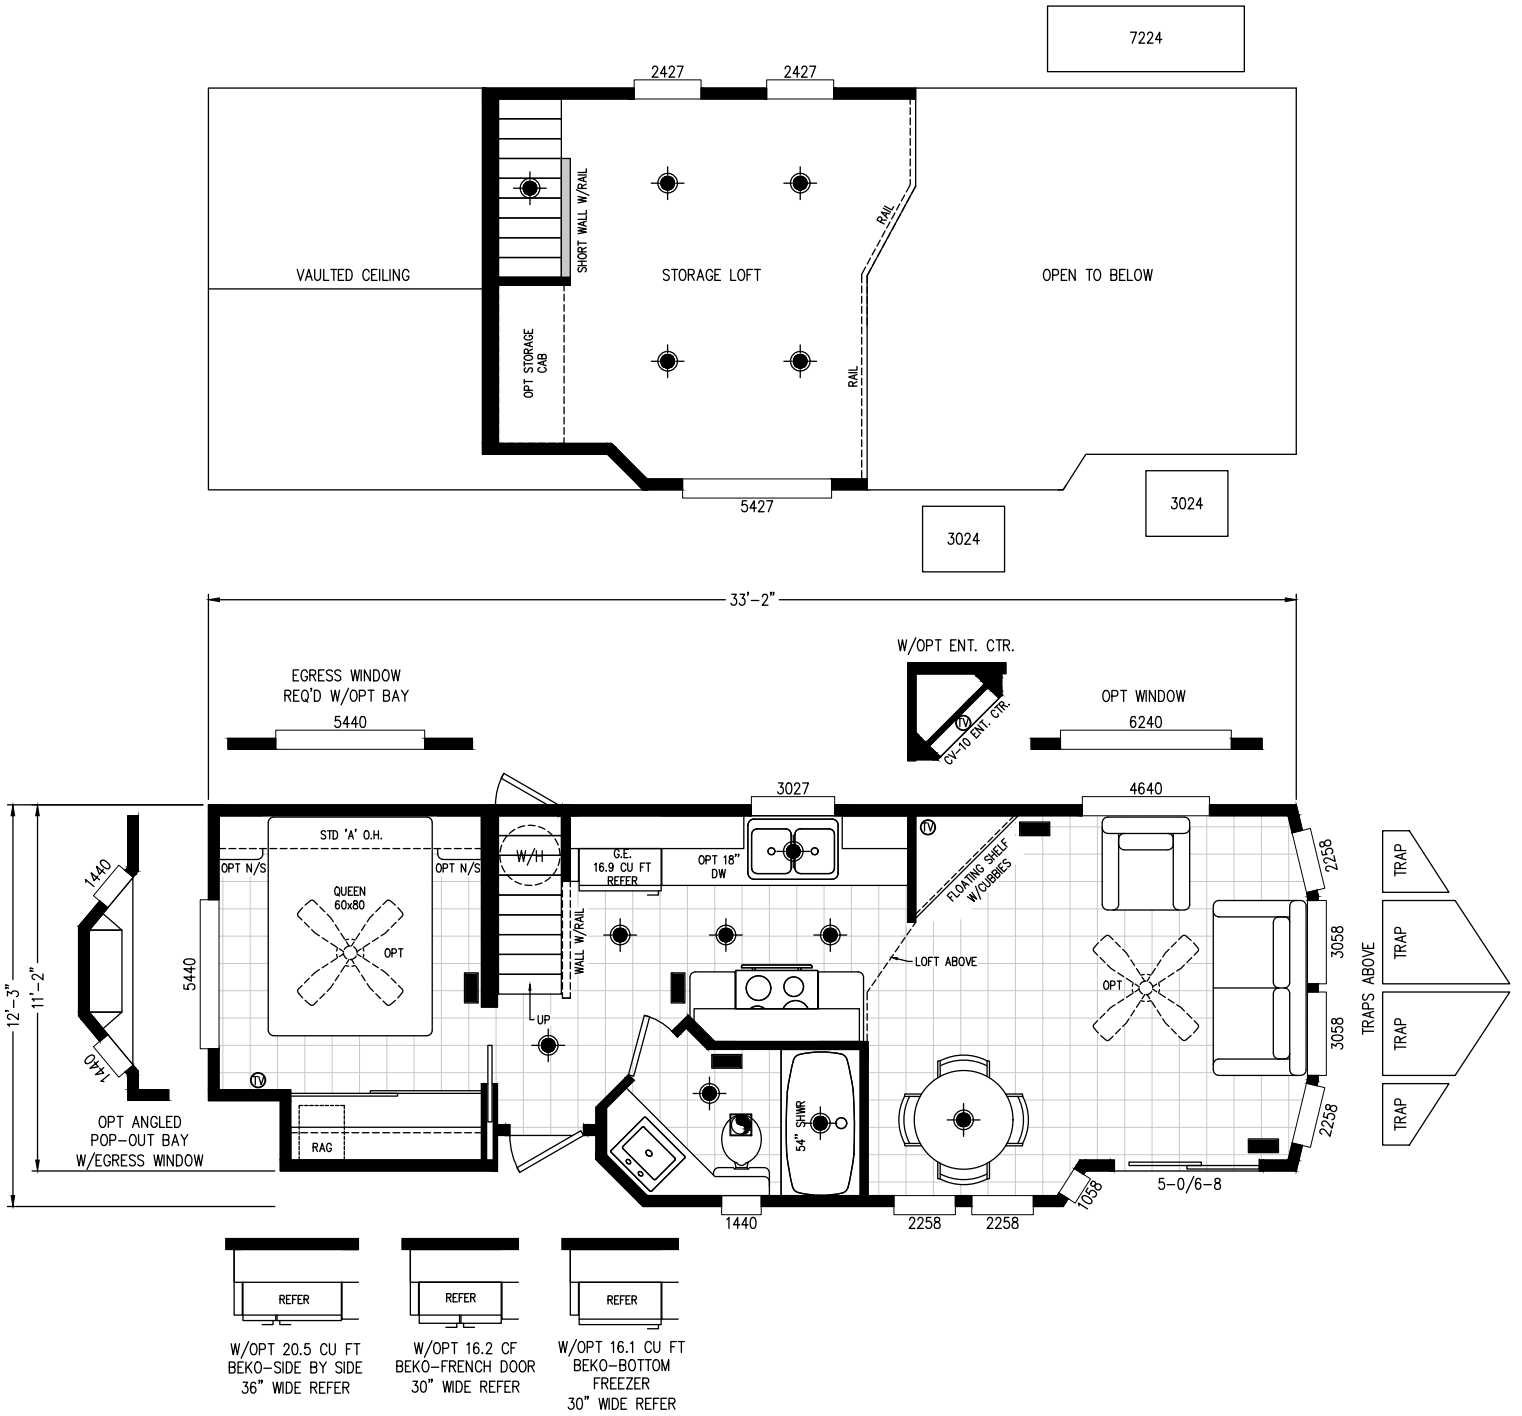 7224
2427
2427
SHORT WALL W/RAIL
RAIL
VAULTED CEILING
STORAGE LOFT
OPEN TO BELOW
OPT STORAGE
CAB
RAIL
5427
3024
3024
33'-2"
W/OPT ENT. CTR.
TV
CV-10 ENT. CTR.
EGRESS WINDOW
REQ'D W/OPT BAY
5440
OPT WINDOW
6240
3027
4640
STD 'A' O.H.
OPT N/S
OPT N/S
QUEEN
60x80
OPT
W/H
G.E.
16.9 CU FT
REFER
OPT 18"
DW
TV
FLOATING SHELF
W/CUBBIES
2258
TRAP
1440
5440
12'-3"
11'-2"
WALL W/RAIL
LOFT ABOVE
OPT
3058
TRAP
TRAPS ABOVE
UP
3058
TRAP
1440
TV
OPT ANGLED
POP-OUT BAY
W/EGRESS WINDOW
RAG
54" SHWR
2258
TRAP
5-0/6-8
1058
1440
2258
2258
REFER
REFER
REFER
W/OPT 20.5 CU FT
BEKO-SIDE BY SIDE
36" WIDE REFER
W/OPT 16.2 CF
BEKO-FRENCH DOOR
30" WIDE REFER
W/OPT 16.1 CU FT
BEKO-BOTTOM
FREEZER
30" WIDE REFER